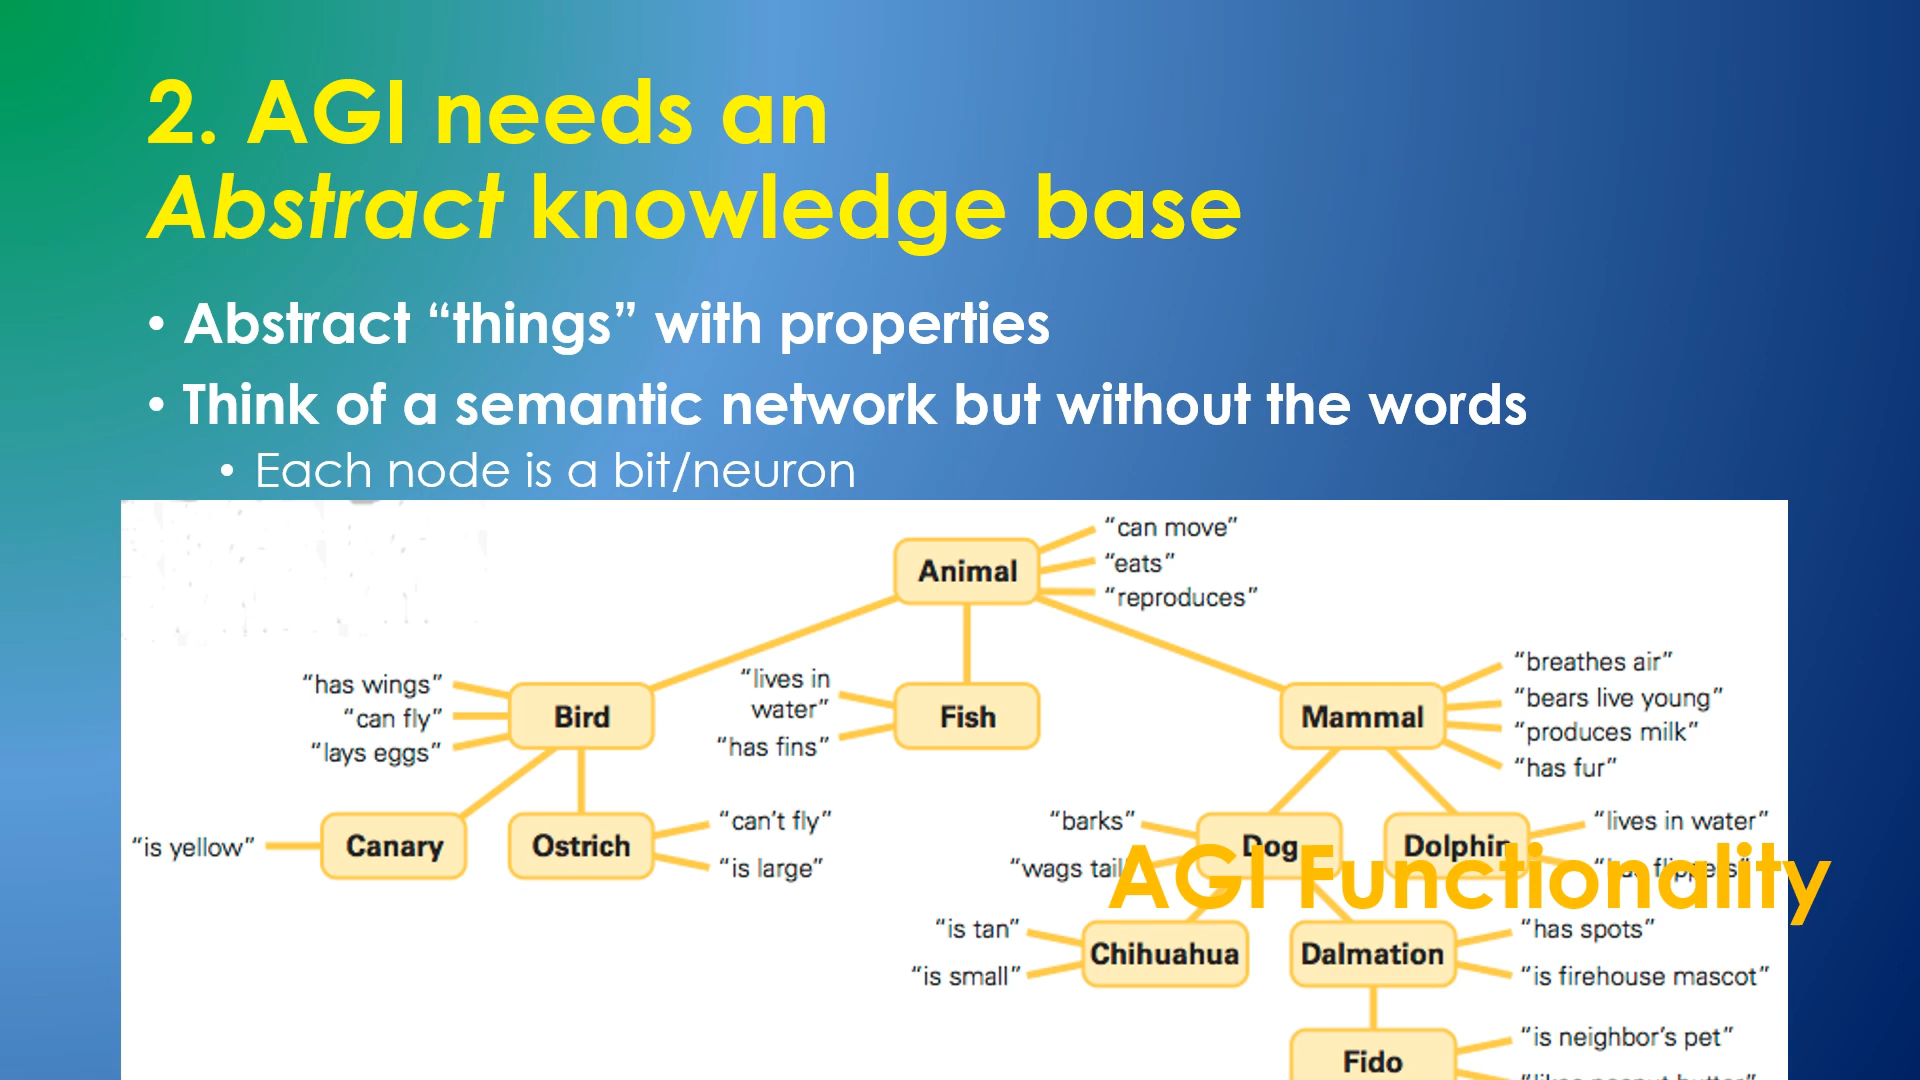 2. AGI needs an
Abstract knowledge base
• Abstract “things” with properties
• Think of a semantic network but without the words
• Each node is a bit/neuron
“can move”
Animal
“eats”
“reproduces”
“has wings”
“can fly”
“lays eggs”
Bird
“lives in
water”
“has fins”
Fish
Mammal
“breathes air”
“bears live young”
“produces milk”
“has fur”
“is yellow”
Canary
Ostrich
“can’t fly”
“is large”
“barks”
“wags tail
Dog
Dolphin
“lives in water”
“has flippers”
AGI Functionality
“is tan”
“is small”
Chihuahua
Dalmation
“has spots”
“is firehouse mascot”
Fido
“is neighbor’s pet”